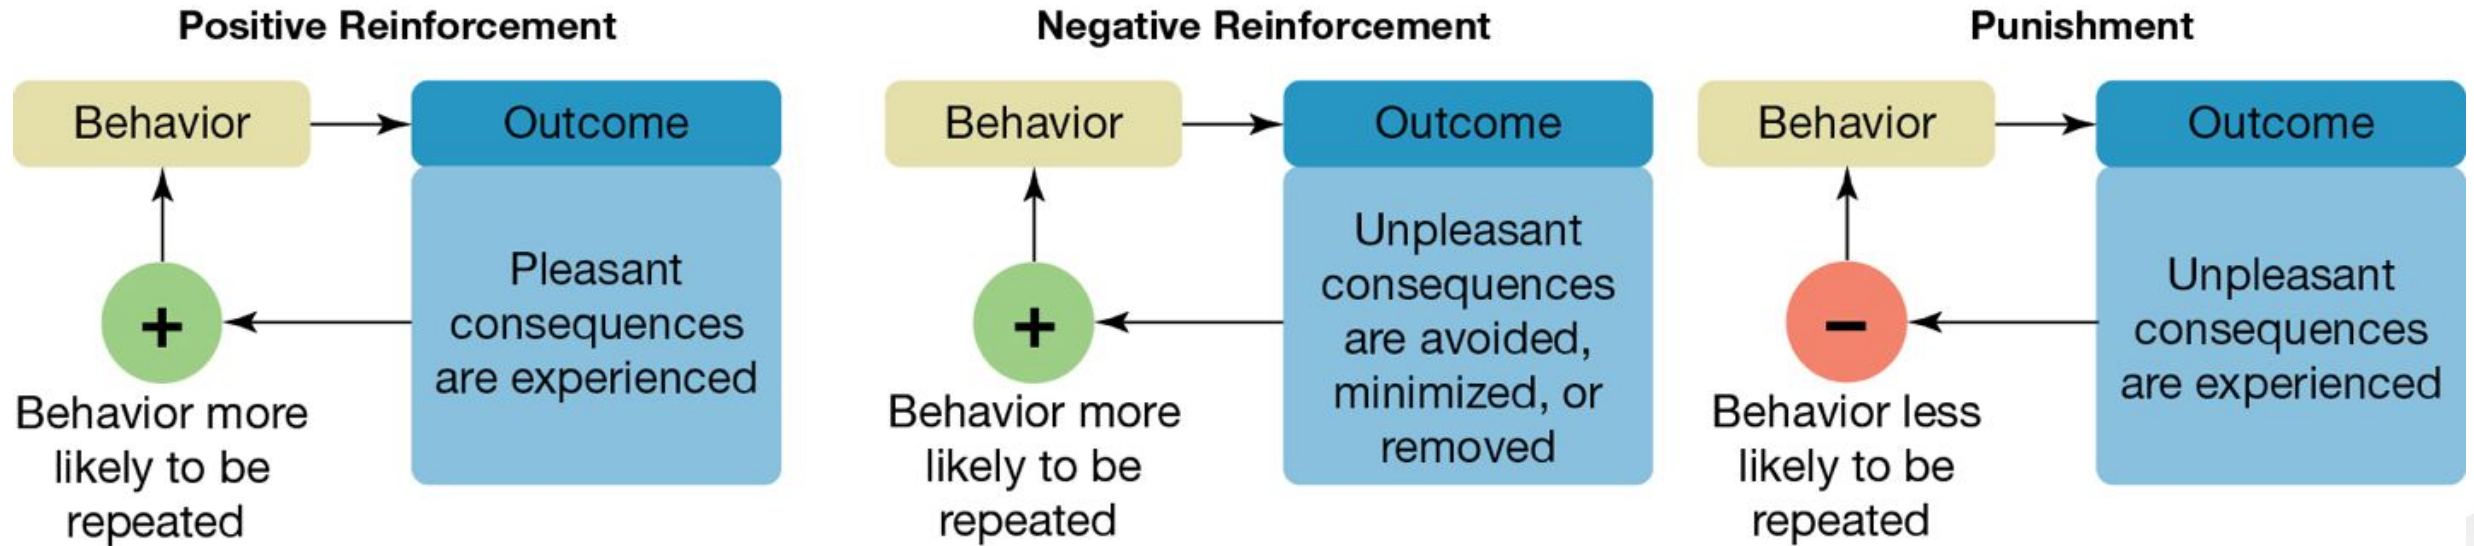 Positive Reinforcement
Behavior
Outcome
Pleasant
consequences
are experienced
+
Behavior more
likely to be
repeated
Negative Reinforcement
Behavior
Outcome
Unpleasant
consequences
are avoided,
minimized, or
removed
+
Behavior more
likely to be
repeated
Punishment
Behavior
Outcome
Unpleasant
consequences
are experienced
−
Behavior less
likely to be
repeated